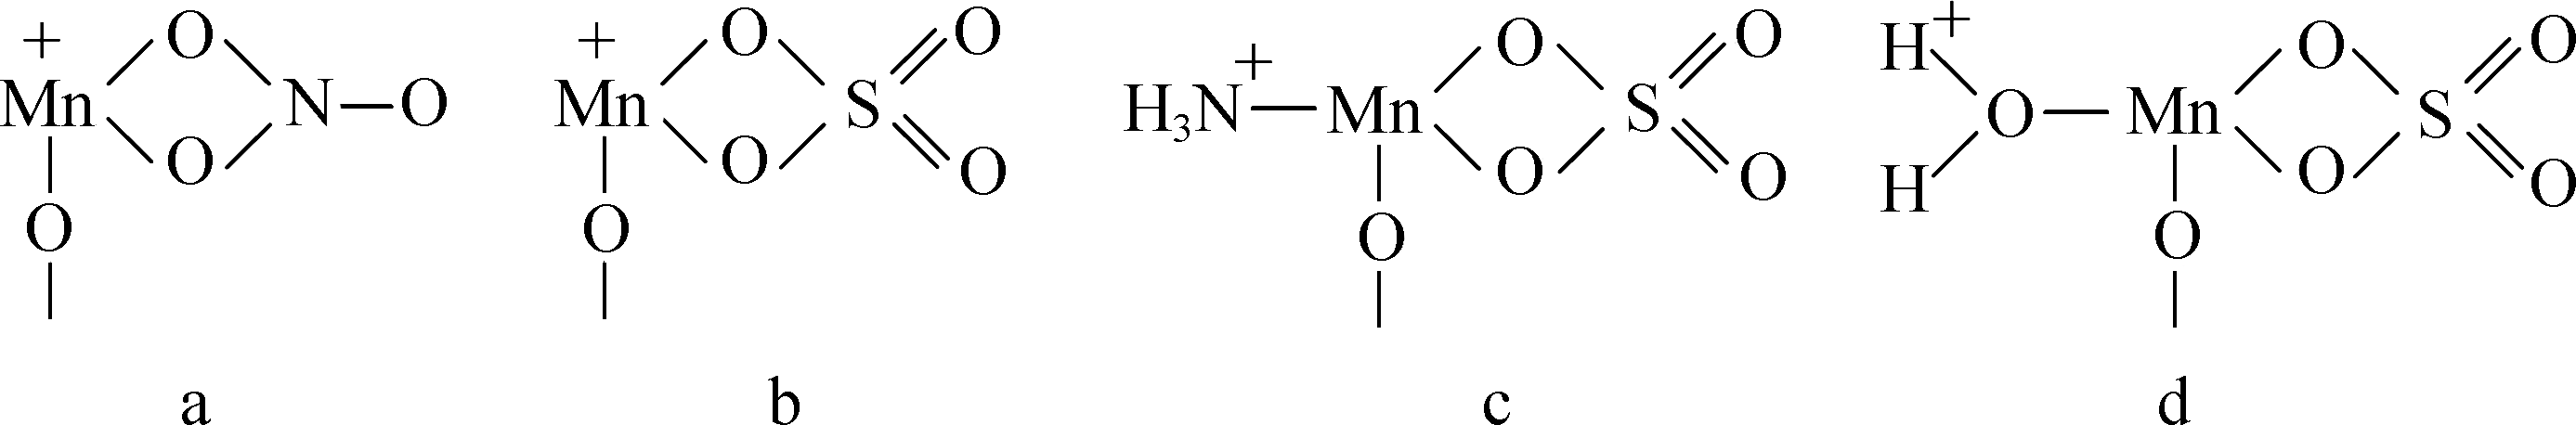 + O N—O Mn O O
+ O O Mn S O O O
H₃N+ — Mn O O S O O O
H+ O — Mn H O O S O O O
a b c d